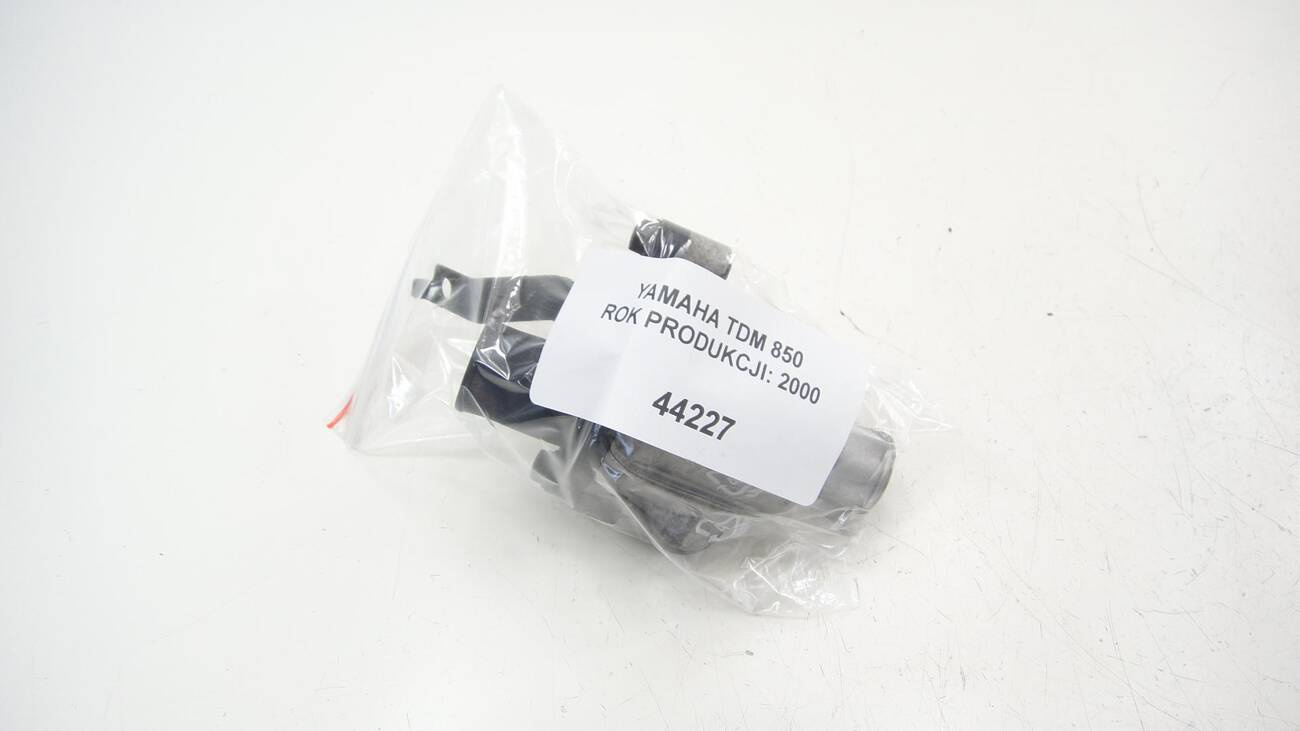 YAMAHA TDM 850
ROK PRODUKCJI: 2000
44227